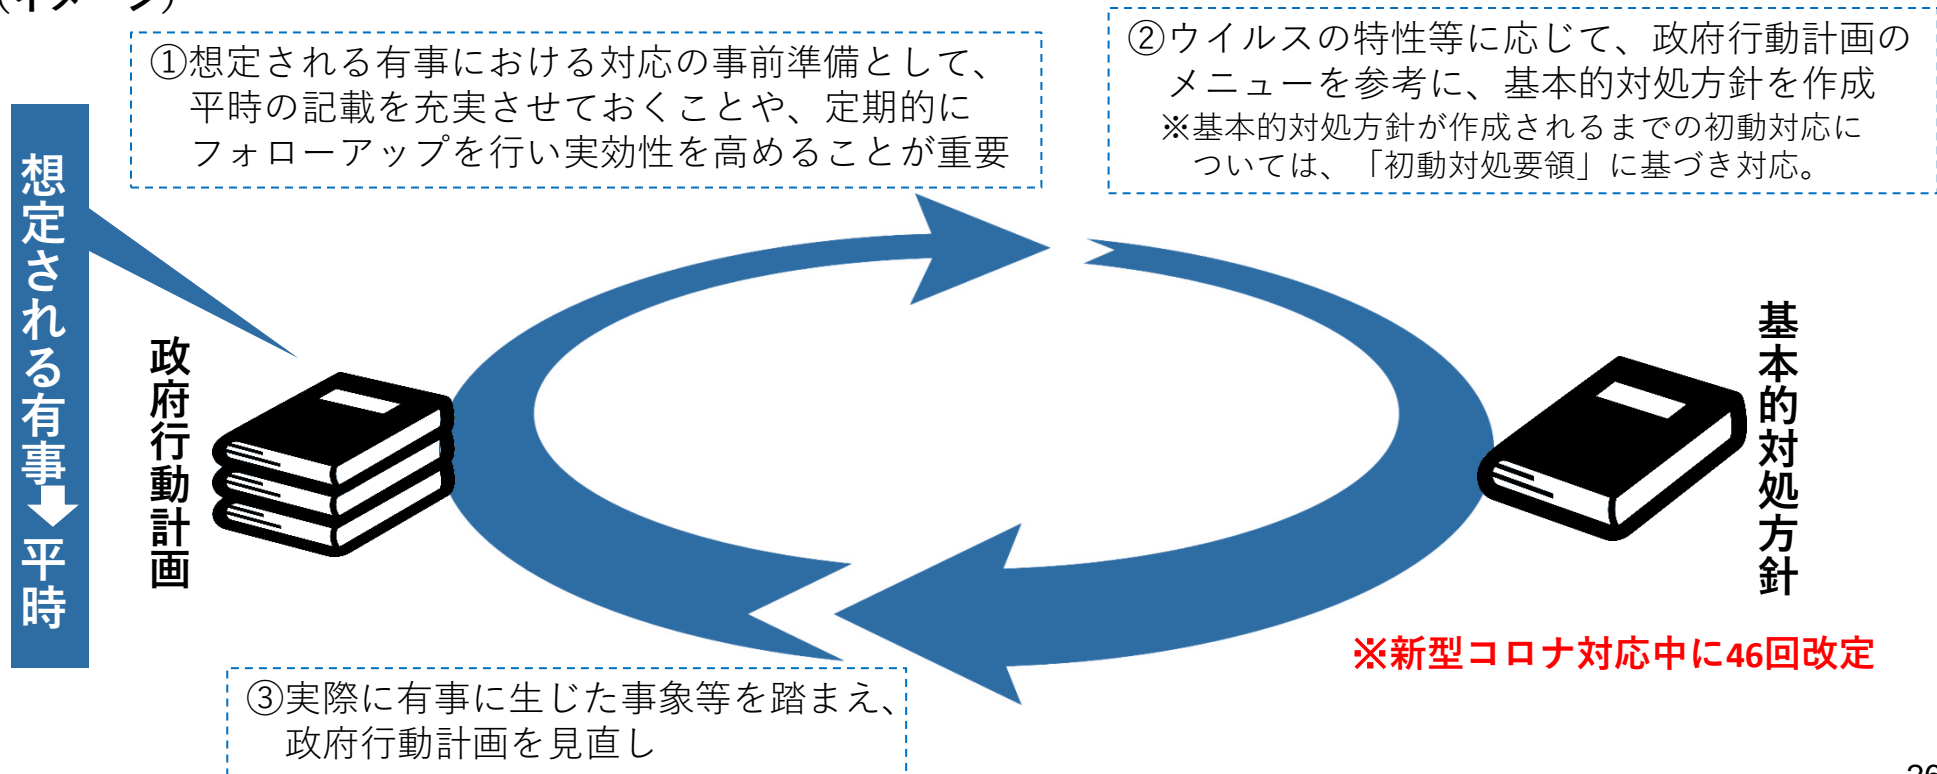 (イメージ)
①想定される有事における対応の事前準備として、
平時の記載を充実させておくことや、定期的に
フォローアップを行い実効性を高めることが重要
②ウイルスの特性等に応じて、政府行動計画の
メニューを参考に、基本的対処方針を作成
※基本的対処方針が作成されるまでの初動対応に
ついては、「初動対処要領」に基づき対応。
想定される有事
平時
政府行動計画
基本的対処方針
※新型コロナ対応中に46回改定
③実際に有事に生じた事象等を踏まえ、
政府行動計画を見直し